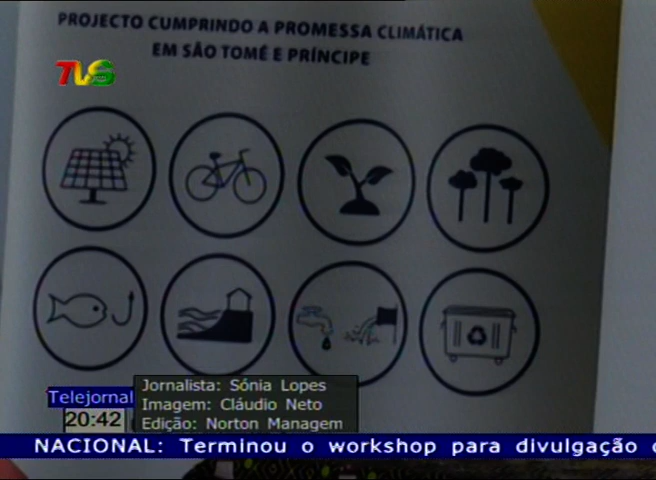 PROJECTO CUMPRINDO A PROMESSA CLIMÁTICA
EM SÃO TOMÉ E PRÍNCIPE
TVS
Telejornal
Jornalista: Sónia Lopes
Imagem: Cláudio Neto
20:42
Edição: Norton Managem
NACIONAL: Terminou o workshop para divulgação